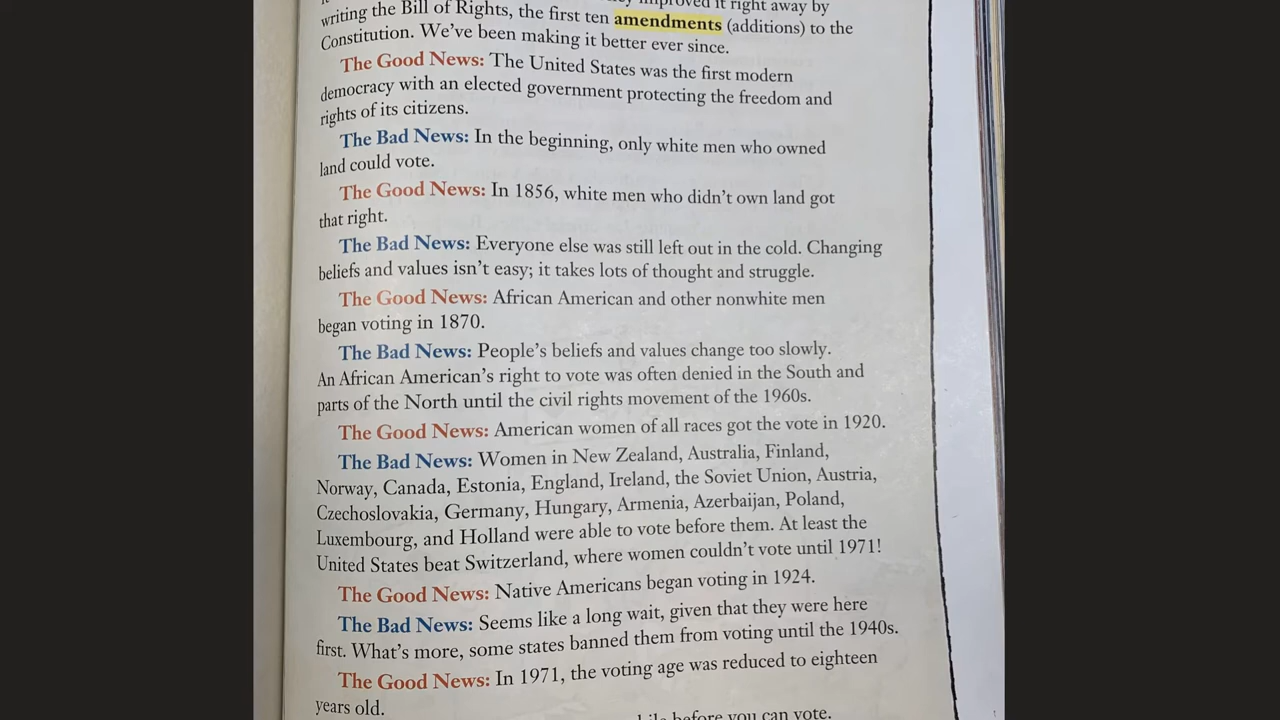 improved it right away by
writing the Bill of Rights, the first ten amendments (additions) to the
Constitution. We've been making it better ever since.
The Good News: The United States was the first modern
democracy with an elected government protecting the freedom and
rights of its citizens.
The Bad News: In the beginning, only white men who owned
land could vote.
The Good News: In 1856, white men who didn't own land got
that right.
The Bad News: Everyone else was still left out in the cold. Changing
beliefs and values isn't easy; it takes lots of thought and struggle.
The Good News: African American and other nonwhite men
began voting in 1870.
The Bad News: People's beliefs and values change too slowly.
An African American's right to vote was often denied in the South and
parts of the North until the civil rights movement of the 1960s.
The Good News: American women of all races got the vote in 1920.
The Bad News: Women in New Zealand, Australia, Finland,
Norway, Canada, Estonia, England, Ireland, the Soviet Union, Austria,
Czechoslovakia, Germany, Hungary, Armenia, Azerbaijan, Poland,
Luxembourg, and Holland were able to vote before them. At least the
United States beat Switzerland, where women couldn't vote until 1971!
The Good News: Native Americans began voting in 1924.
The Bad News: Seems like a long wait, given that they were here
first. What's more, some states banned them from voting until the 1940s.
The Good News: In 1971, the voting age was reduced to eighteen
years old.
before you can vote.